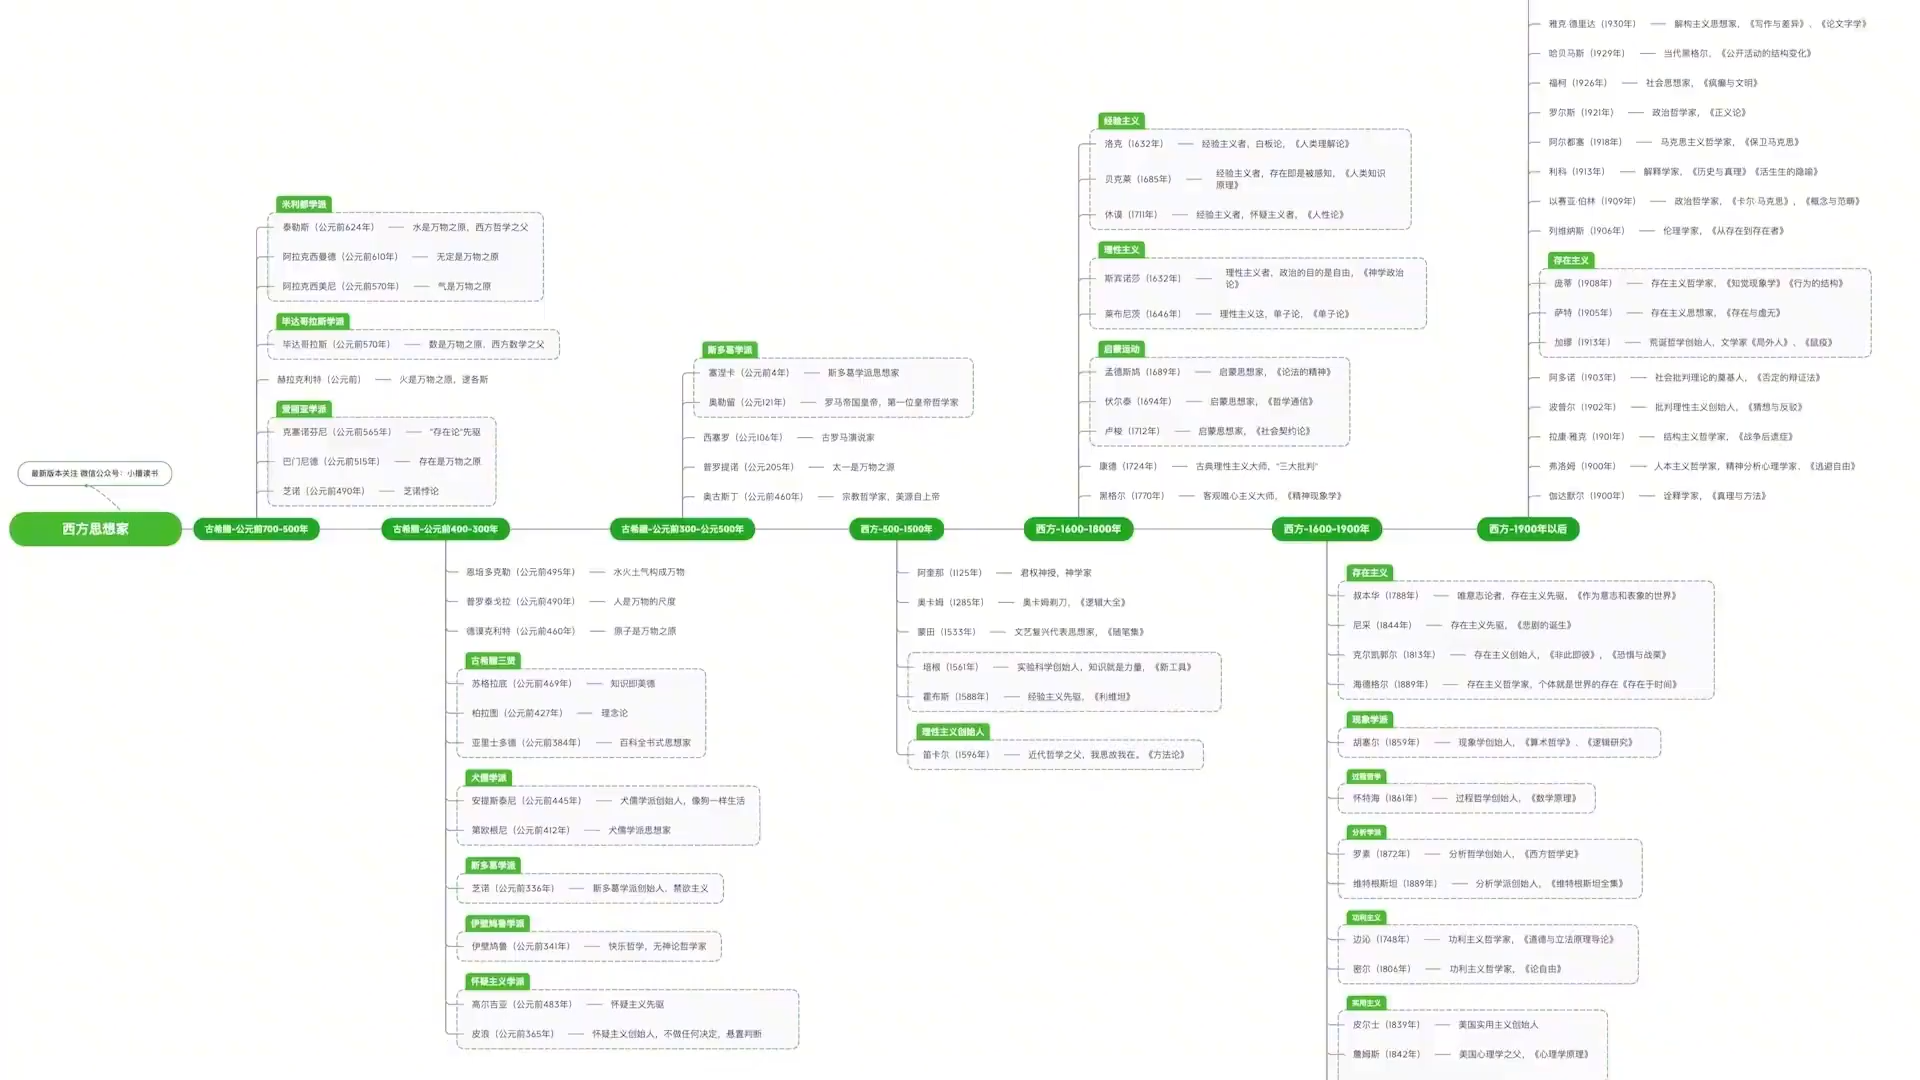 最新版本关注 微信公众号：小播读书
西方思想家
古希腊-公元前700-500年
米利都学派
泰勒斯（公元前624年） 水是万物之原，西方哲学之父
阿拉克西曼德（公元前610年） 无定是万物之原
阿拉克西美尼（公元前570年） 气是万物之原
毕达哥拉斯学派
毕达哥拉斯（公元前570年） 数是万物之原，西方数学之父
赫拉克利特（公元前） 火是万物之原，逻各斯
爱丽亚学派
克塞诺芬尼（公元前565年） “存在论”先驱
巴门尼德（公元前515年） 存在是万物之原
芝诺（公元前490年） 芝诺悖论
古希腊-公元前400-300年
恩培多克勒（公元前495年） 水火土气构成万物
普罗泰戈拉（公元前490年） 人是万物的尺度
德谟克利特（公元前460年） 原子是万物之原
古希腊三贤
苏格拉底（公元前469年） 知识即美德
柏拉图（公元前427年） 理念论
亚里士多德（公元前384年） 百科全书式思想家
犬儒学派
安提斯泰尼（公元前445年） 犬儒学派创始人，像狗一样生活
第欧根尼（公元前412年） 犬儒学派思想家
斯多葛学派
芝诺（公元前336年） 斯多葛学派创始人，禁欲主义
伊壁鸠鲁学派
伊壁鸠鲁（公元前341年） 快乐哲学，无神论哲学家
怀疑主义学派
高尔吉亚（公元前483年） 怀疑主义先驱
皮浪（公元前365年） 怀疑主义创始人，不做任何决定，悬置判断
古希腊-公元前300-公元500年
斯多葛学派
塞涅卡（公元前4年） 斯多葛学派思想家
奥勒留（公元121年） 罗马帝国皇帝，第一位皇帝哲学家
西塞罗（公元106年） 古罗马演说家
普罗提诺（公元205年） 太一是万物之源
奥古斯丁（公元前460年） 宗教哲学家，美源自上帝
西方-500-1500年
阿奎那（1125年） 君权神授，神学家
奥卡姆（1285年） 奥卡姆剃刀，《逻辑大全》
蒙田（1533年） 文艺复兴代表思想家，《随笔集》
培根（1561年） 实验科学创始人，知识就是力量，《新工具》
霍布斯（1588年） 经验主义先驱，《利维坦》
理性主义创始人
笛卡尔（1596年） 近代哲学之父，我思故我在。《方法论》
西方-1600-1800年
经验主义
洛克（1632年） 经验主义者，白板论，《人类理解论》
贝克莱（1685年） 经验主义者，存在即是被感知，《人类知识
原理》
休谟（1711年） 经验主义者，怀疑主义者，《人性论》
理性主义
斯宾诺莎（1632年） 理性主义者，政治的目的是自由，《神学政治
论》
莱布尼茨（1646年） 理性主义这，单子论，《单子论》
启蒙运动
孟德斯鸠（1689年） 启蒙思想家，《论法的精神》
伏尔泰（1694年） 启蒙思想家，《哲学通信》
卢梭（1712年） 启蒙思想家，《社会契约论》
康德（1724年） 古典理性主义大师，“三大批判”
黑格尔（1770年） 客观唯心主义大师，《精神现象学》
西方-1600-1900年
存在主义
叔本华（1788年） 唯意志论者，存在主义先驱，《作为意志和表象的世界》
尼采（1844年） 存在主义先驱，《悲剧的诞生》
克尔凯郭尔（1813年） 存在主义创始人，《非此即彼》，《恐惧与战栗》
海德格尔（1889年） 存在主义哲学家，个体就是世界的存在《存在于时间》
现象学派
胡塞尔（1859年） 现象学创始人，《算术哲学》、《逻辑研究》
过程哲学
怀特海（1861年） 过程哲学创始人，《数学原理》
分析学派
罗素（1872年） 分析哲学创始人，《西方哲学史》
维特根斯坦（1889年） 分析学派创始人，《维特根斯坦全集》
功利主义
边沁（1748年） 功利主义哲学家，《道德与立法原理导论》
密尔（1806年） 功利主义哲学家，《论自由》
实用主义
皮尔士（1839年） 美国实用主义创始人
詹姆斯（1842年） 美国心理学之父，《心理学原理》
西方-1900年以后
雅克 德里达（1930年） 解构主义思想家，《写作与差异》、《论文字学》
哈贝马斯（1929年） 当代黑格尔，《公开活动的结构变化》
福柯（1926年） 社会思想家，《疯癫与文明》
罗尔斯（1921年） 政治哲学家，《正义论》
阿尔都塞（1918年） 马克思主义哲学家，《保卫马克思》
利科（1913年） 解释学家，《历史与真理》《活生生的隐喻》
以赛亚·伯林（1909年） 政治哲学家，《卡尔·马克思》，《概念与范畴》
列维纳斯（1906年） 伦理学家，《从存在到存在者》
存在主义
庞蒂（1908年） 存在主义哲学家，《知觉现象学》《行为的结构》
萨特（1905年） 存在主义思想家，《存在与虚无》
加缪（1913年） 荒诞哲学创始人，文学家《局外人》、《鼠疫》
阿多诺（1903年） 社会批判理论的奠基人，《否定的辩证法》
波普尔（1902年） 批判理性主义创始人，《猜想与反驳》
拉康·雅克（1901年） 结构主义哲学家，《战争后遗症》
弗洛姆（1900年） 人本主义哲学家，精神分析心理学家、《逃避自由》
伽达默尔（1900年） 诠释学家，《真理与方法》